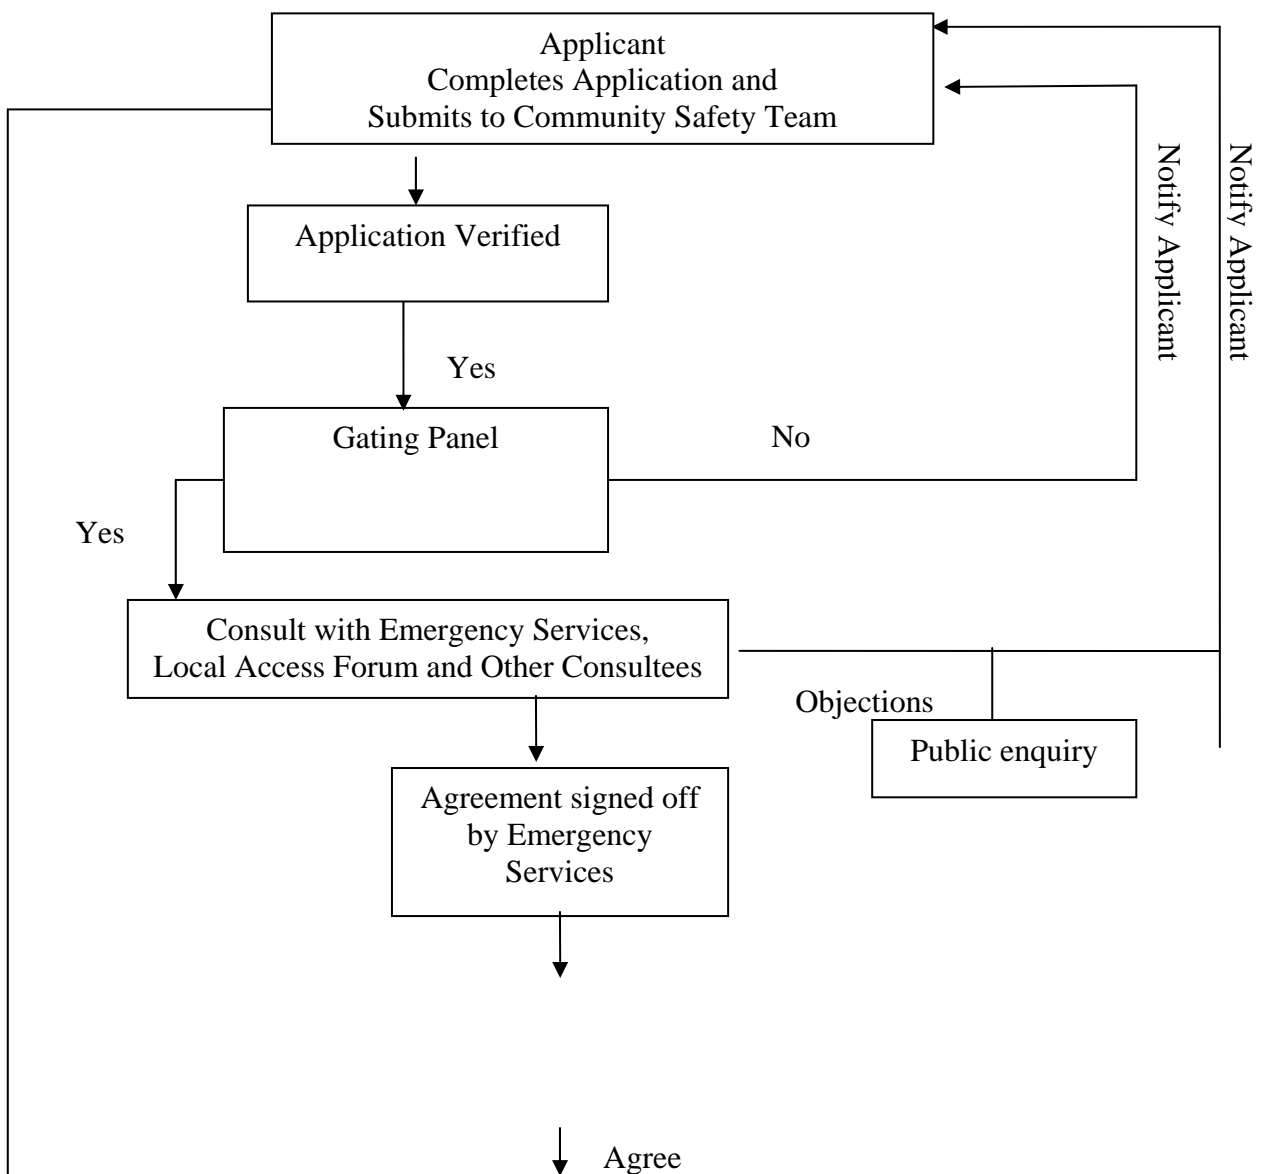 Applicant
Completes Application and
Submits to Community Safety Team
Notify Applicant
Notify Applicant
Application Verified
Yes
Gating Panel
No
Yes
Consult with Emergency Services,
Local Access Forum and Other Consultees
Objections
Public enquiry
Agreement signed off
by Emergency
Services
Agree